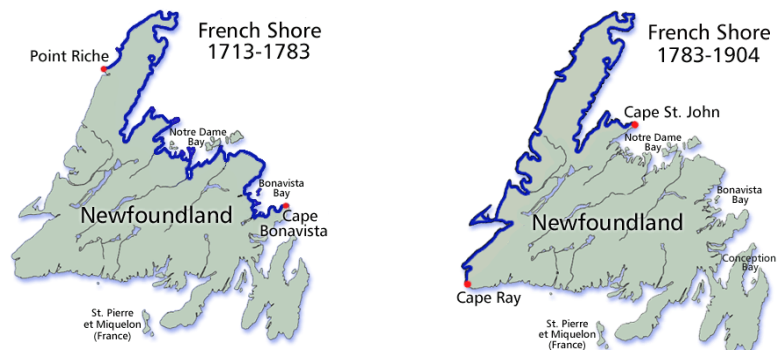 French Shore
1713-1783
Point Riche
Notre Dame
Bay
Bonavista
Bay
Newfoundland
Cape
Bonavista
St. Pierre
et Miquelon
(France)
French Shore
1783-1904
Cape St. John
Notre Dame
Bay
Bonavista
Bay
Newfoundland
Conception
Bay
Cape Ray
St. Pierre
et Miquelon
(France)